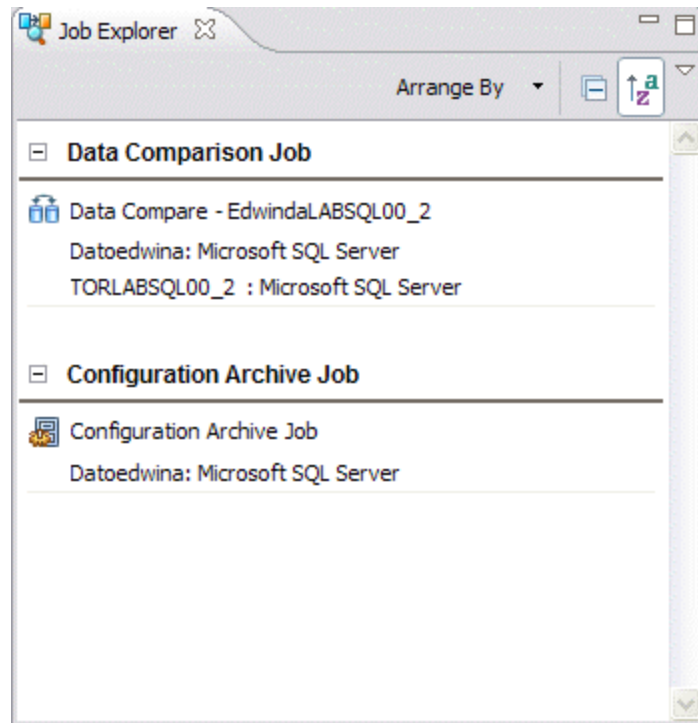 Job Explorer
Arrange By
Data Comparison Job
Data Compare - EdwindaLABSQL00_2
Datoedwina: Microsoft SQL Server
TORLABSQL00_2 : Microsoft SQL Server
Configuration Archive Job
Configuration Archive Job
Datoedwina: Microsoft SQL Server